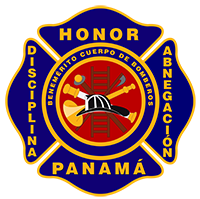 HONOR
DISCIPLINA
BENEMÉRITO CUERPO DE BOMBEROS
ABNEGACIÓN
PANAMÁ